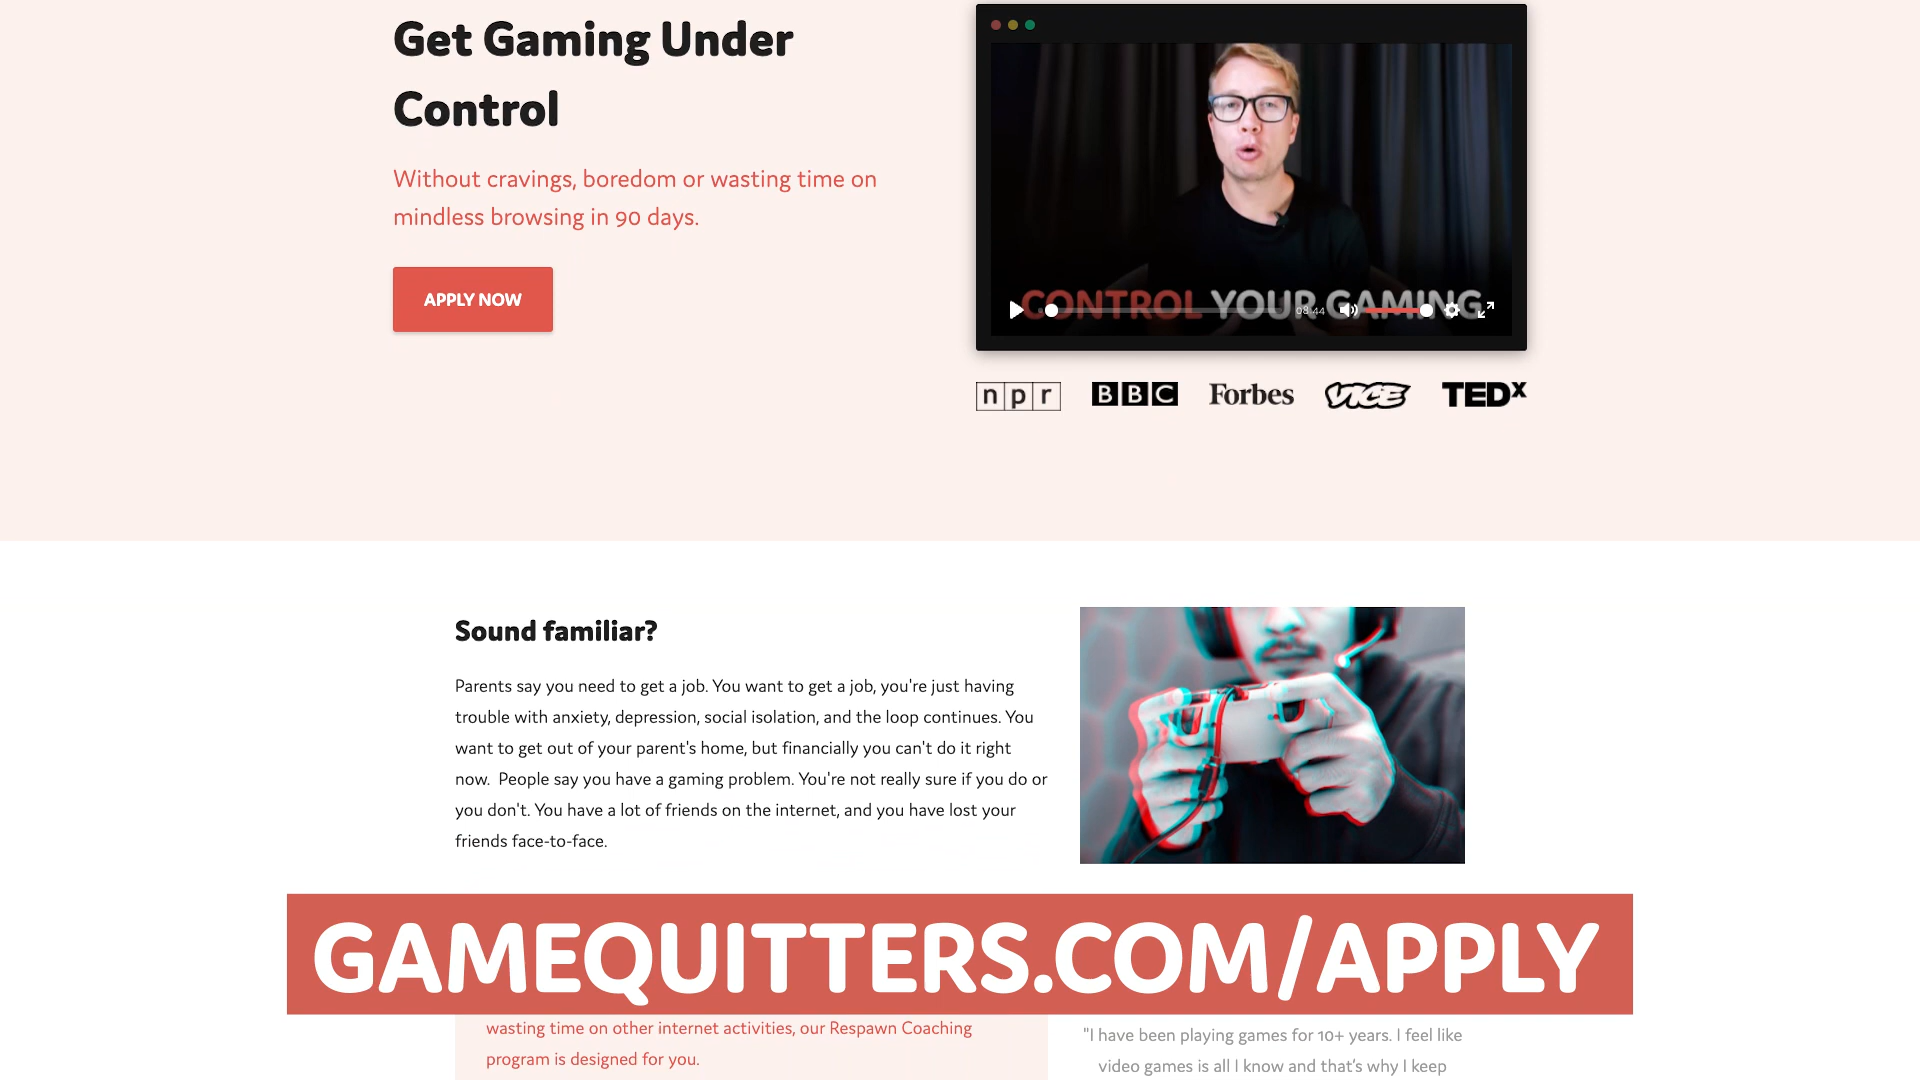 Get Gaming Under
Control
Without cravings, boredom or wasting time on
mindless browsing in 90 days.
APPLY NOW
CONTROL YOUR GAMING
08:44
npr
BBC
Forbes
VICE
TEDx
Sound familiar?
Parents say you need to get a job. You want to get a job, you're just having
trouble with anxiety, depression, social isolation, and the loop continues. You
want to get out of your parent's home, but financially you can't do it right
now.  People say you have a gaming problem. You're not really sure if you do or
you don't. You have a lot of friends on the internet, and you have lost your
friends face-to-face.
GAMEQUITTERS.COM/APPLY
wasting time on other internet activities, our Respawn Coaching
program is designed for you.
"I have been playing games for 10+ years. I feel like
video games is all I know and that’s why I keep